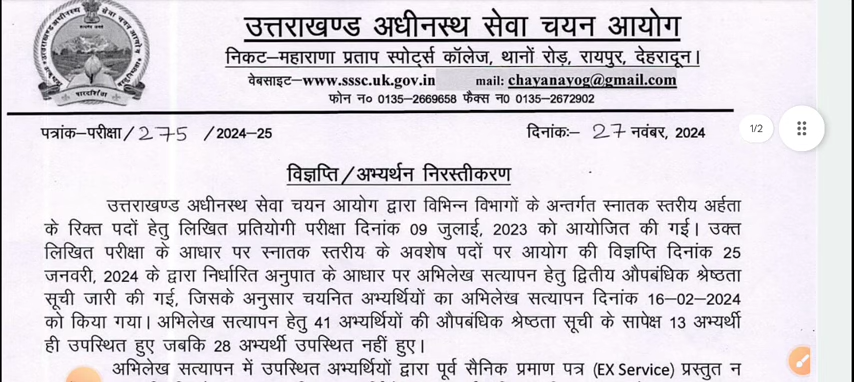 उत्तराखण्ड अधीनस्थ सेवा चयन आयोग
निकट–महाराणा प्रताप स्पोर्ट्स कॉलेज, थानों रोड़, रायपुर, देहरादून।
वेबसाइट–www.sssc.uk.gov.in mail: chayanayog@gmail.com
फोन न० 0135–2669658 फैक्स न0 0135–2672902
पत्रांक–परीक्षा/275 /2024–25 दिनांकः– 27 नवंबर, 2024
1/2
विज्ञप्ति/अभ्यर्थन निरस्तीकरण
उत्तराखण्ड अधीनस्थ सेवा चयन आयोग द्वारा विभिन्न विभागों के अन्तर्गत स्नातक स्तरीय अर्हता
के रिक्त पदों हेतु लिखित प्रतियोगी परीक्षा दिनांक 09 जुलाई, 2023 को आयोजित की गई। उक्त
लिखित परीक्षा के आधार पर स्नातक स्तरीय के अवशेष पदों पर आयोग की विज्ञप्ति दिनांक 25
जनवरी, 2024 के द्वारा निर्धारित अनुपात के आधार पर अभिलेख सत्यापन हेतु द्वितीय औपबंधिक श्रेष्ठता
सूची जारी की गई, जिसके अनुसार चयनित अभ्यर्थियों का अभिलेख सत्यापन दिनांक 16–02–2024
को किया गया। अभिलेख सत्यापन हेतु 41 अभ्यर्थियों की औपबंधिक श्रेष्ठता सूची के सापेक्ष 13 अभ्यर्थी
ही उपस्थित हुए जबकि 28 अभ्यर्थी उपस्थित नहीं हुए।
अभिलेख सत्यापन में उपस्थित अभ्यर्थियों द्वारा पूर्व सैनिक प्रमाण पत्र (EX Service) प्रस्तुत न